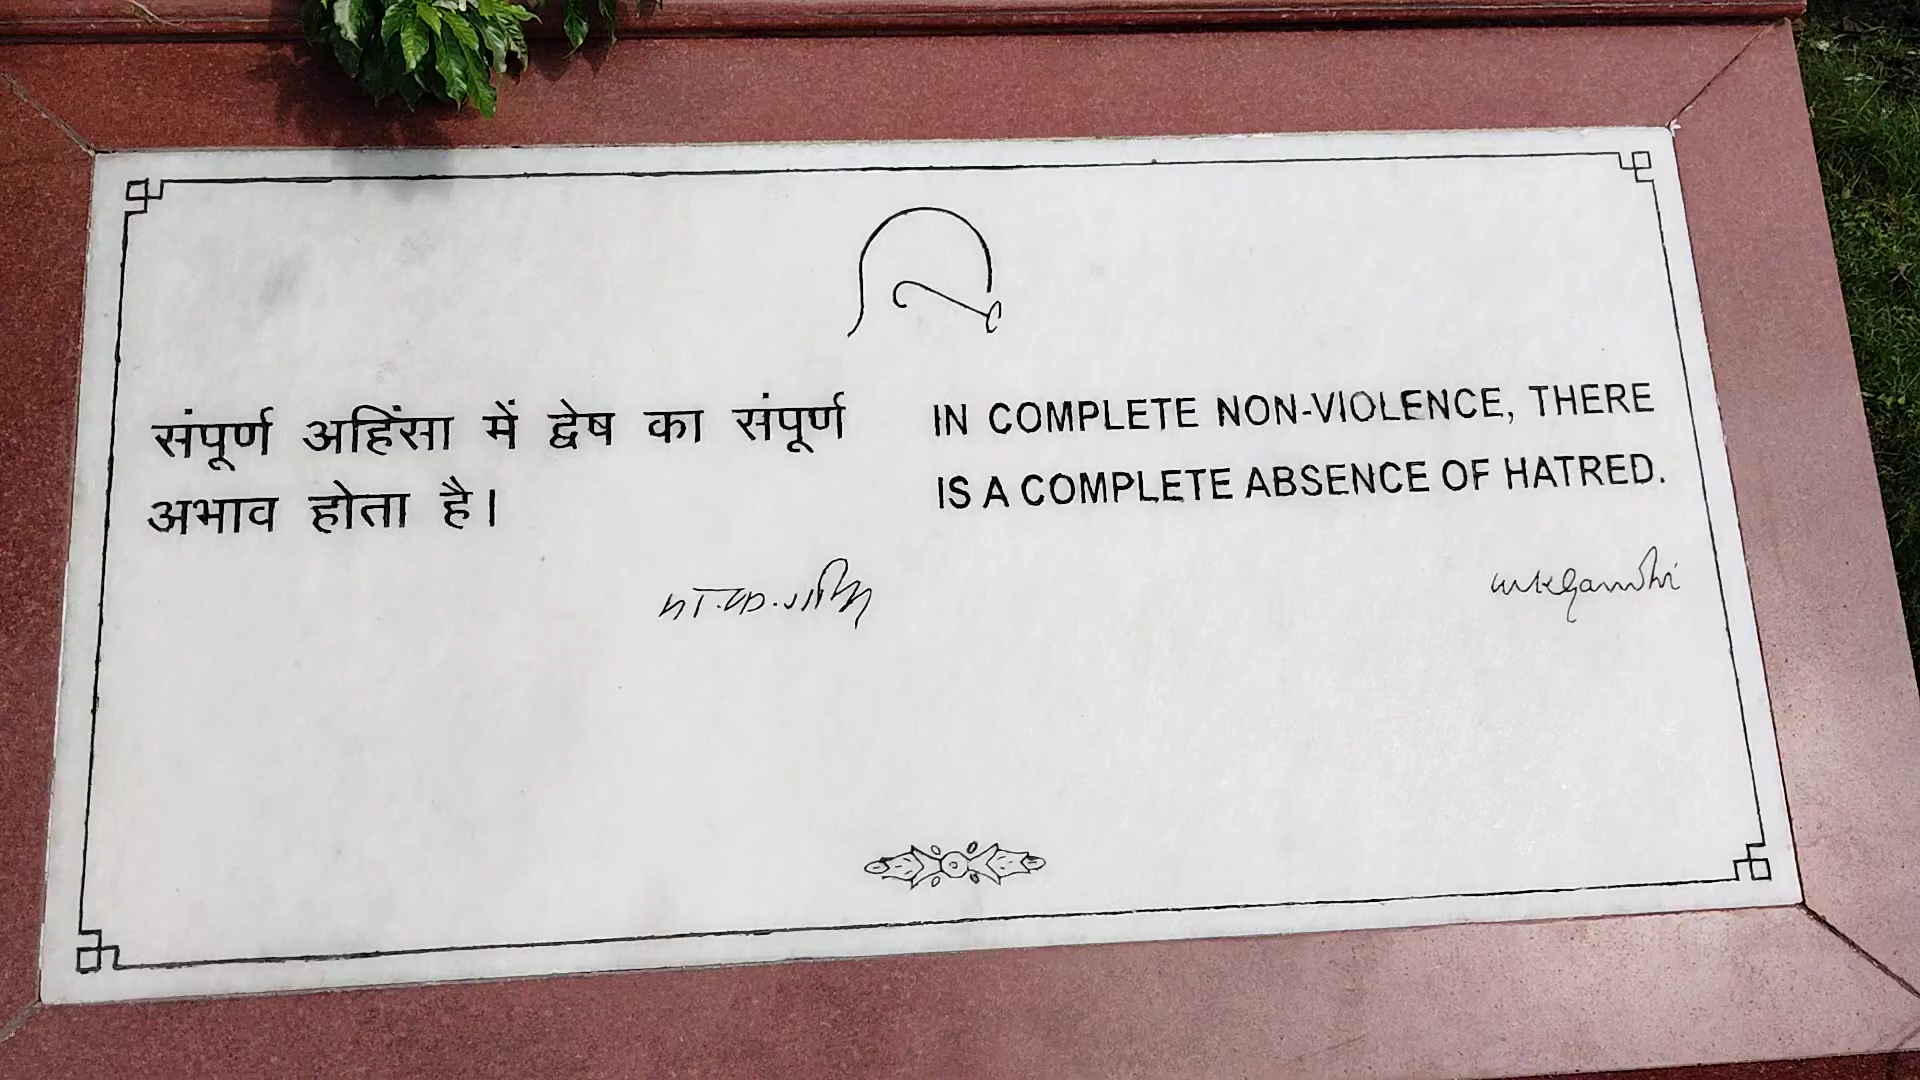 संपूर्ण अहिंसा में द्वेष का संपूर्ण
अभाव होता है।
मो.क.गांधी
IN COMPLETE NON-VIOLENCE, THERE
IS A COMPLETE ABSENCE OF HATRED.
mkgandhi